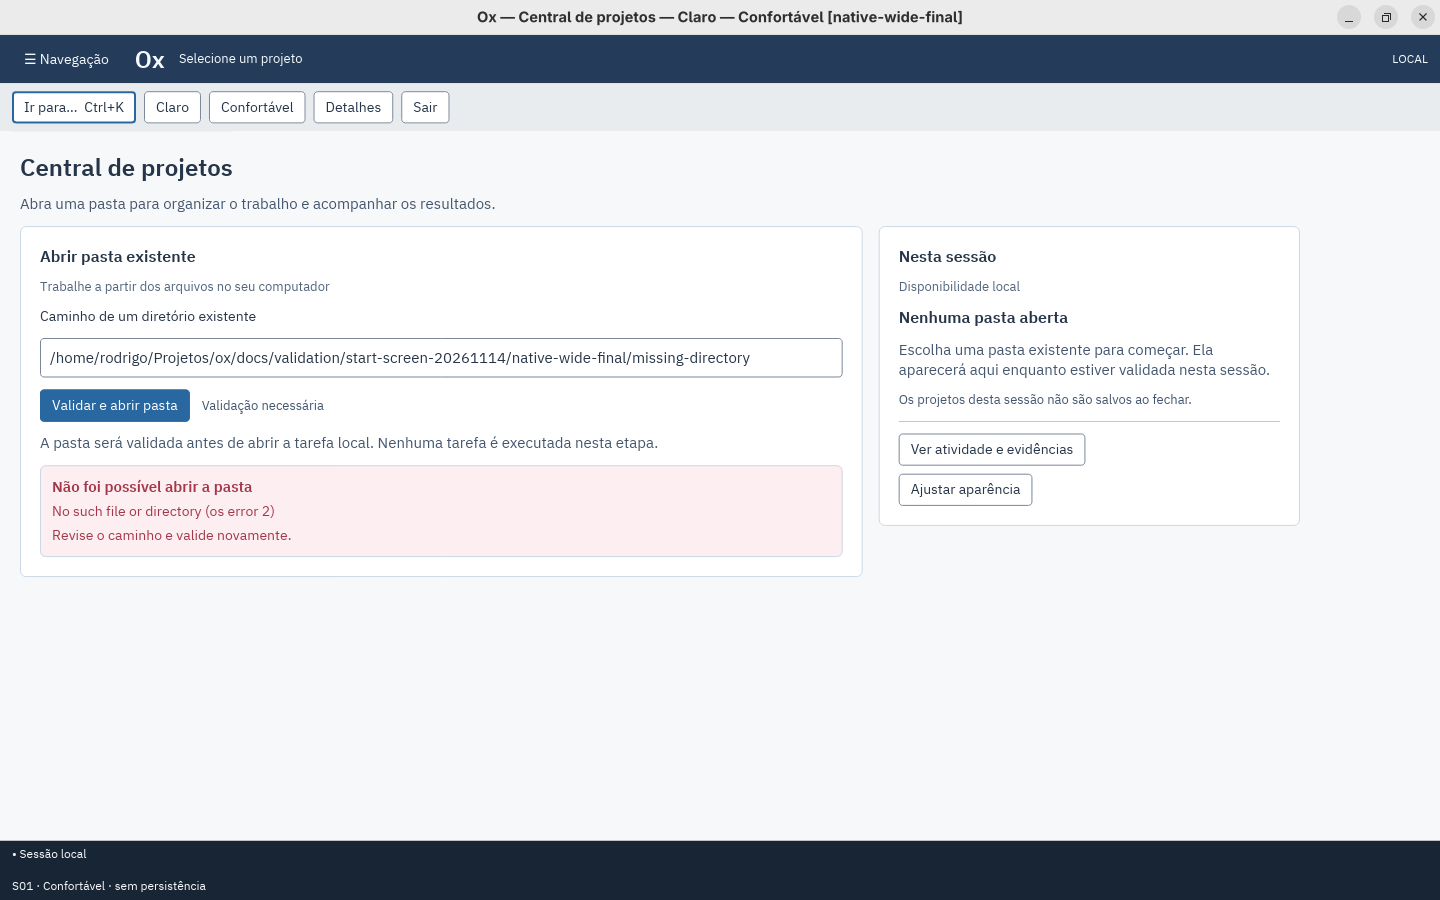 Ox — Central de projetos — Claro — Confortável [native-wide-final]
☰ Navegação
Ox
Selecione um projeto
LOCAL
Ir para... Ctrl+K
Claro
Confortável
Detalhes
Sair
Central de projetos
Abra uma pasta para organizar o trabalho e acompanhar os resultados.
Abrir pasta existente
Trabalhe a partir dos arquivos no seu computador
Caminho de um diretório existente
/home/rodrigo/Projetos/ox/docs/validation/start-screen-20261114/native-wide-final/missing-directory
Validar e abrir pasta
Validação necessária
A pasta será validada antes de abrir a tarefa local. Nenhuma tarefa é executada nesta etapa.
Não foi possível abrir a pasta
No such file or directory (os error 2)
Revise o caminho e valide novamente.
Nesta sessão
Disponibilidade local
Nenhuma pasta aberta
Escolha uma pasta existente para começar. Ela
aparecerá aqui enquanto estiver validada nesta sessão.
Os projetos desta sessão não são salvos ao fechar.
Ver atividade e evidências
Ajustar aparência
• Sessão local
S01 · Confortável · sem persistência